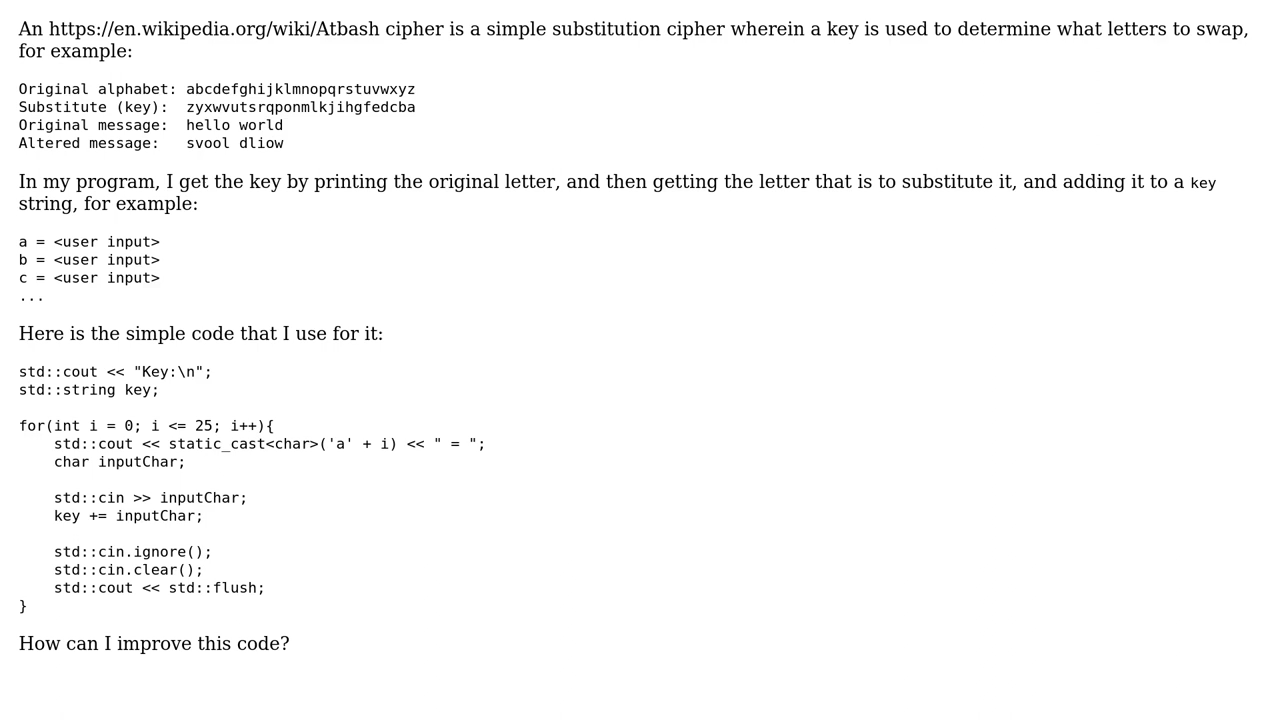 An https://en.wikipedia.org/wiki/Atbash cipher is a simple substitution cipher wherein a key is used to determine what letters to swap,
for example:
Original alphabet: abcdefghijklmnopqrstuvwxyz
Substitute (key):  zyxwvutsrqponmlkjihgfedcba
Original message:  hello world
Altered message:   svool dliow
In my program, I get the key by printing the original letter, and then getting the letter that is to substitute it, and adding it to a key
string, for example:
a = <user input>
b = <user input>
c = <user input>
...
Here is the simple code that I use for it:
std::cout << "Key:\n";
std::string key;
for(int i = 0; i <= 25; i++){
    std::cout << static_cast<char>('a' + i) << " = ";
    char inputChar;
    std::cin >> inputChar;
    key += inputChar;
    std::cin.ignore();
    std::cin.clear();
    std::cout << std::flush;
}
How can I improve this code?